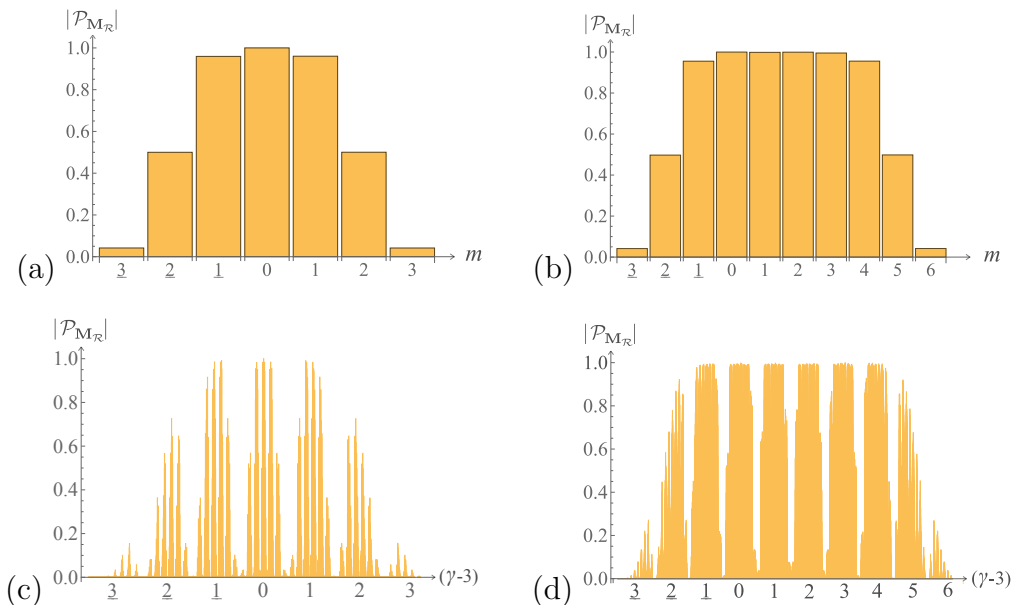 |𝒫_{M_ℛ}|
1.0
0.8
0.6
0.4
0.2
0.0
3̲ 2̲ 1̲ 0 1 2 3 m
(a)
|𝒫_{M_ℛ}|
1.0
0.8
0.6
0.4
0.2
0.0
3̲ 2̲ 1̲ 0 1 2 3 4 5 6 m
(b)
|𝒫_{M_ℛ}|
1.0
0.8
0.6
0.4
0.2
0.0
3̲ 2̲ 1̲ 0 1 2 3 (γ-3)
(c)
|𝒫_{M_ℛ}|
1.0
0.8
0.6
0.4
0.2
0.0
3̲ 2̲ 1̲ 0 1 2 3 4 5 6 (γ-3)
(d)